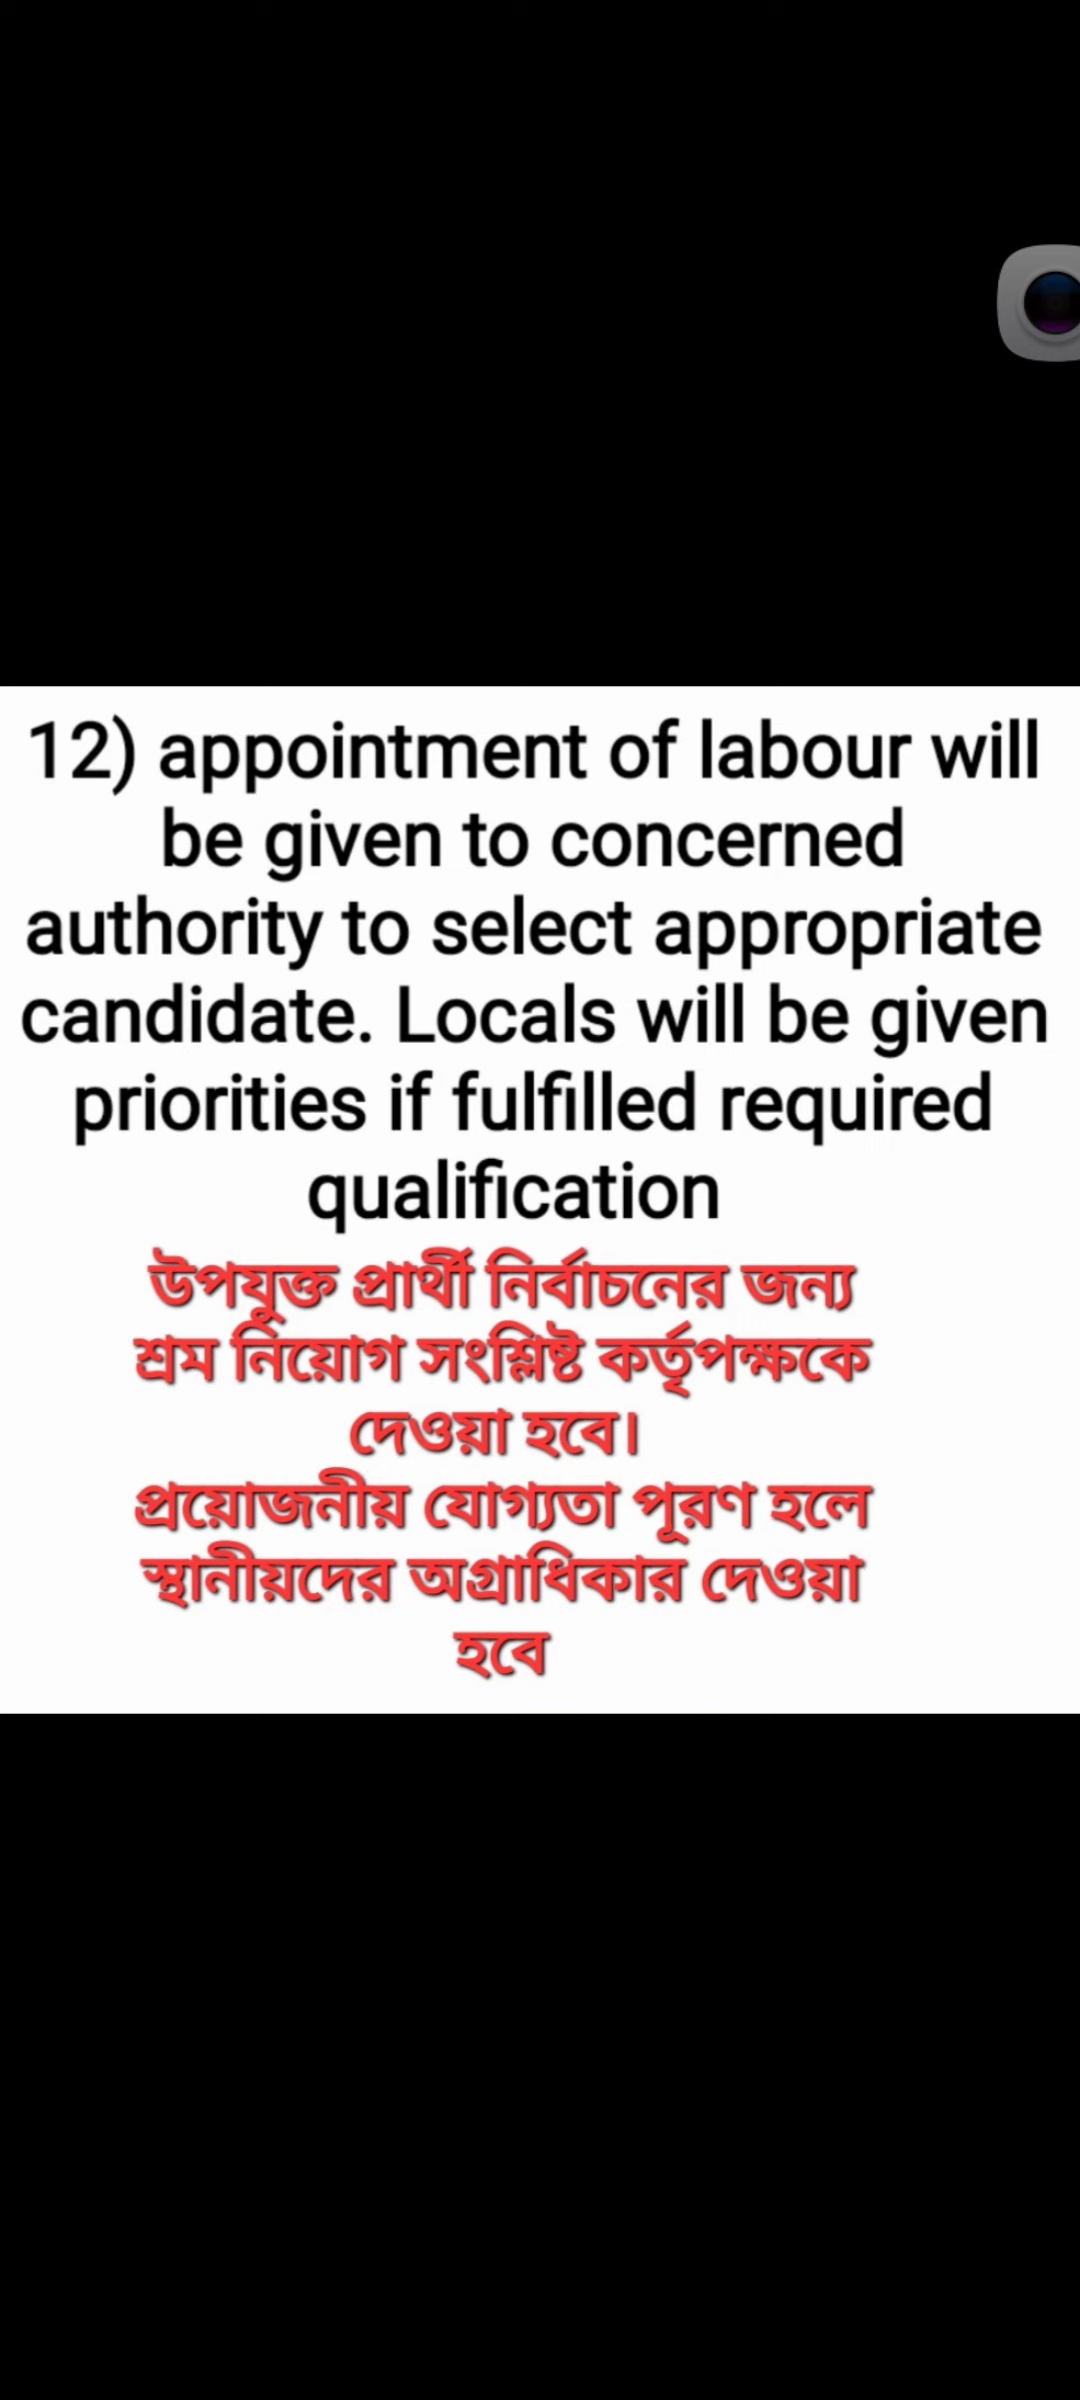 12) appointment of labour will
be given to concerned
authority to select appropriate
candidate. Locals will be given
priorities if fulfilled required
qualification
উপযুক্ত প্রার্থী নির্বাচনের জন্য
শ্রম নিয়োগ সংশ্লিষ্ট কর্তৃপক্ষকে
দেওয়া হবে।
প্রয়োজনীয় যোগ্যতা পূরণ হলে
স্থানীয়দের অগ্রাধিকার দেওয়া
হবে